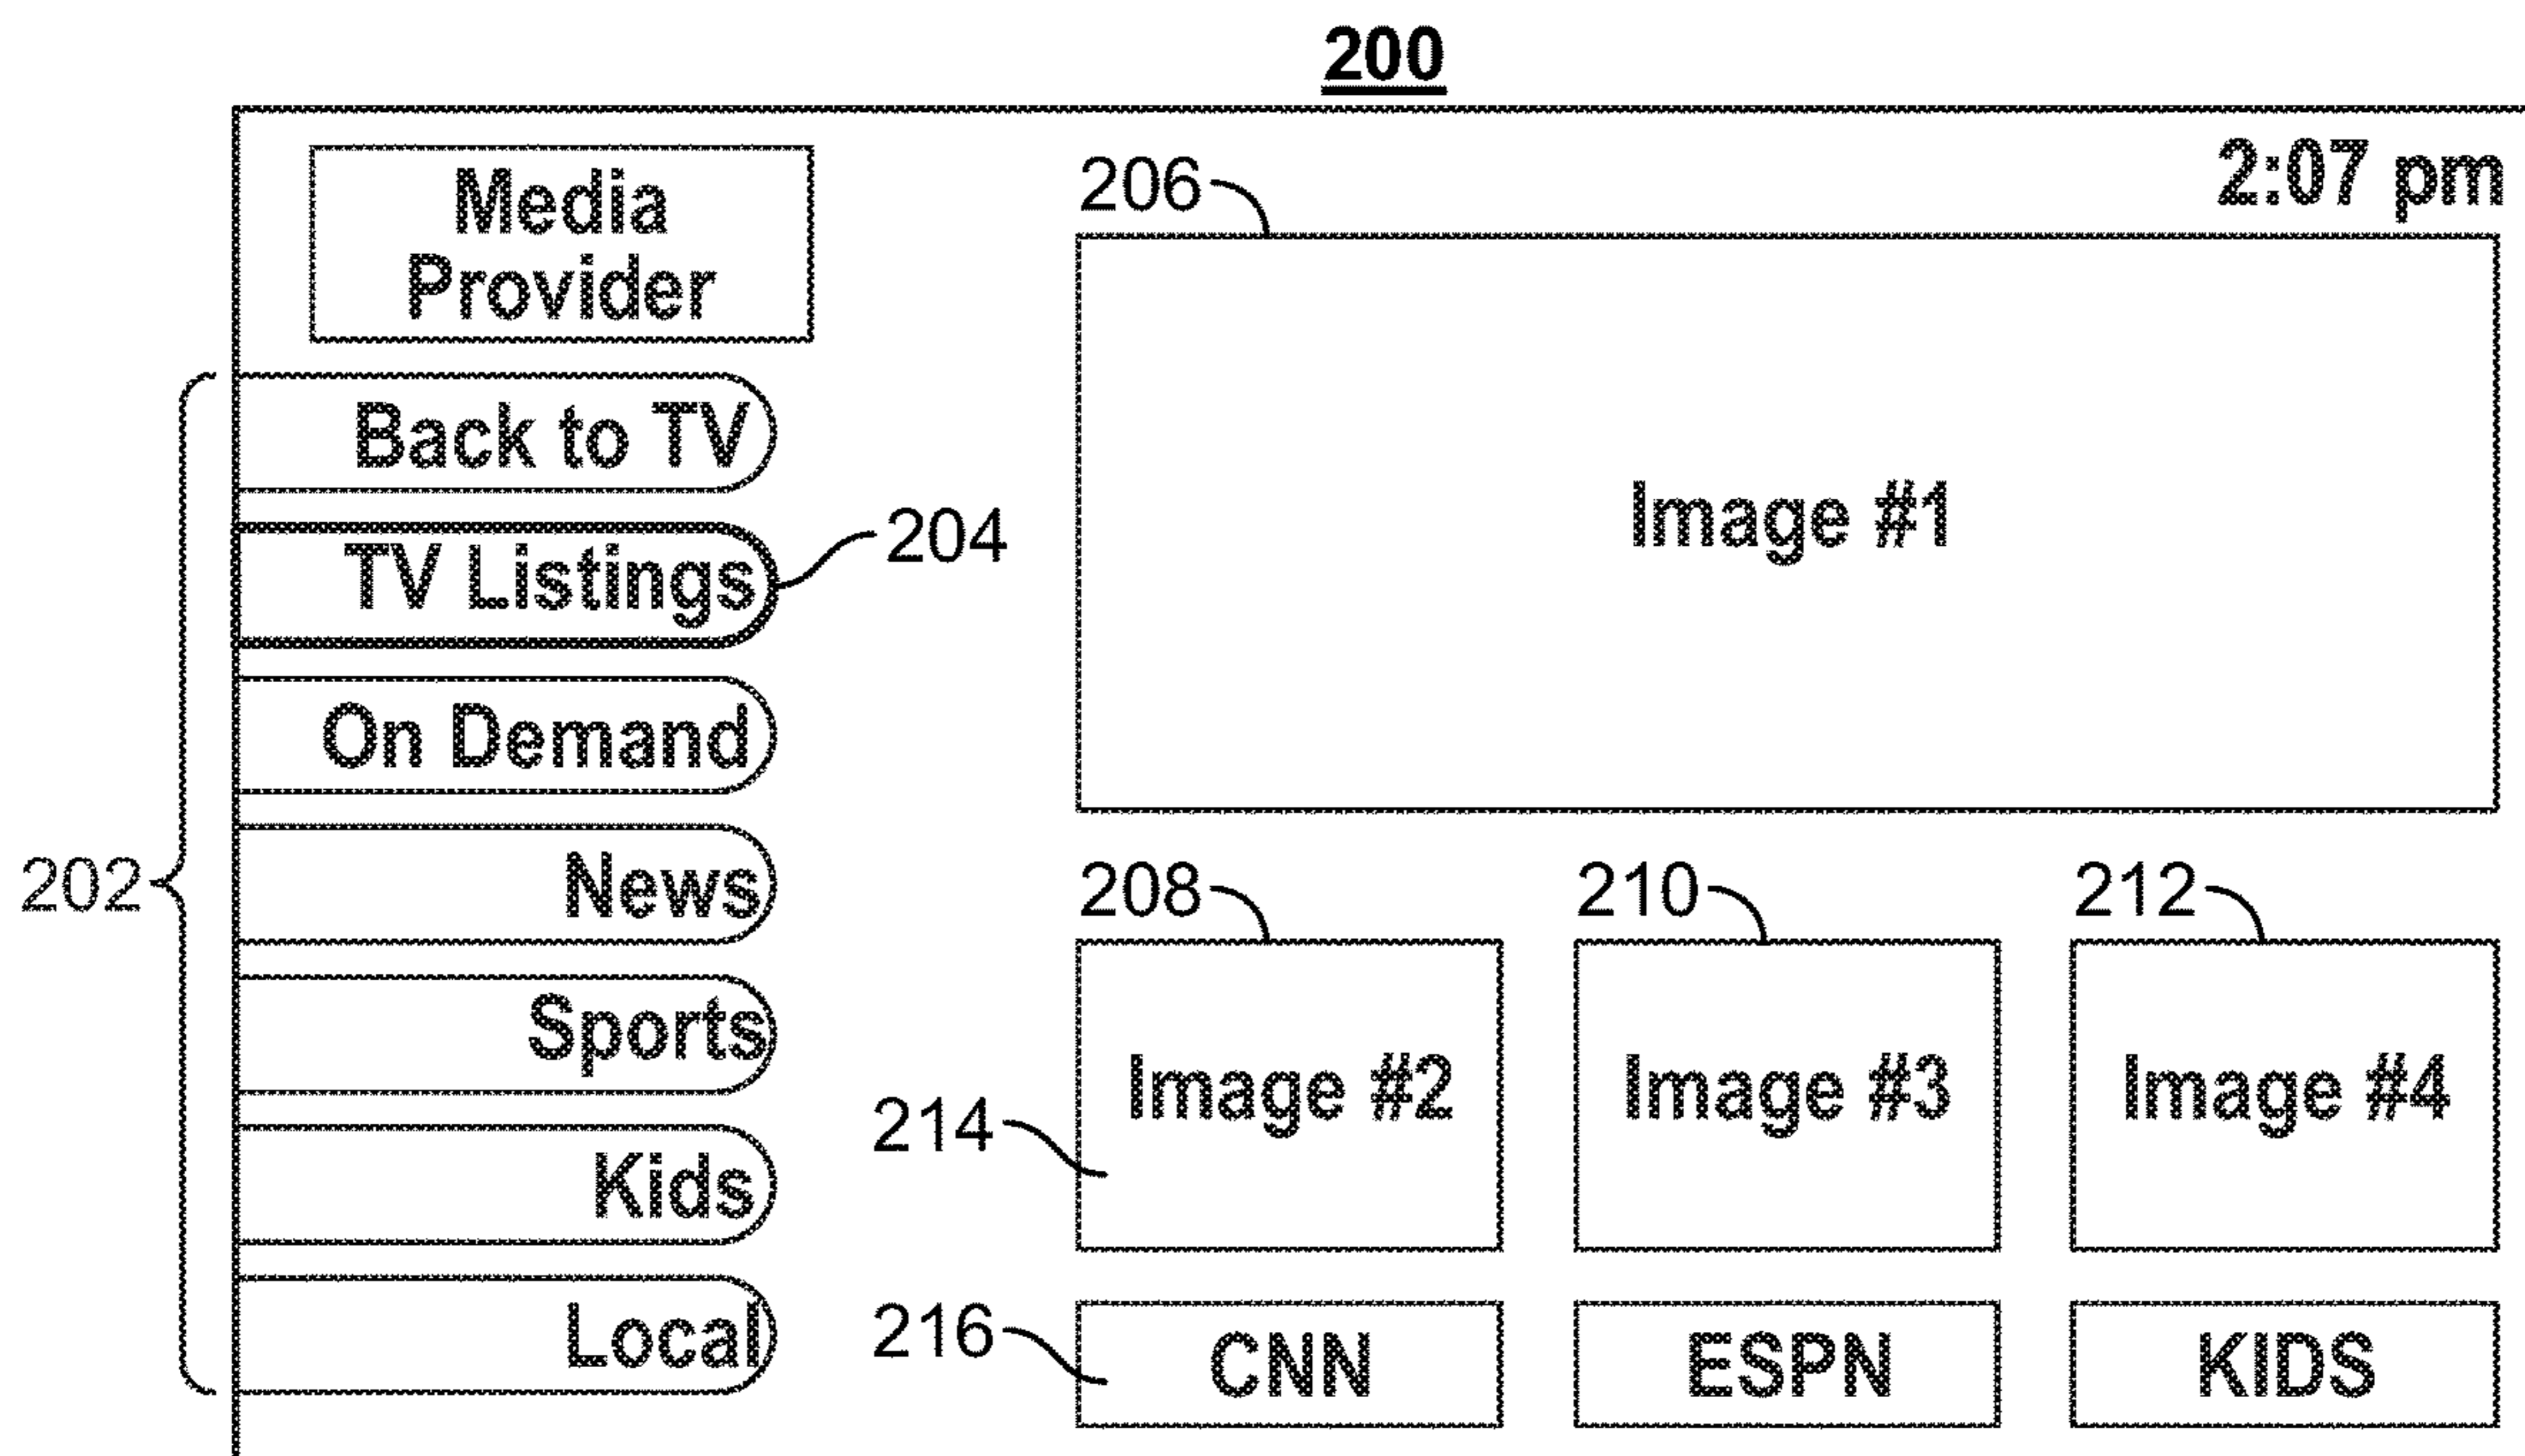 200
2:07 pm
Media
Provider
206
Image #1
Back to TV
TV Listings
204
On Demand
202
News
Sports
Kids
Local
208
210
212
Image #2
Image #3
Image #4
214
216
CNN
ESPN
KIDS